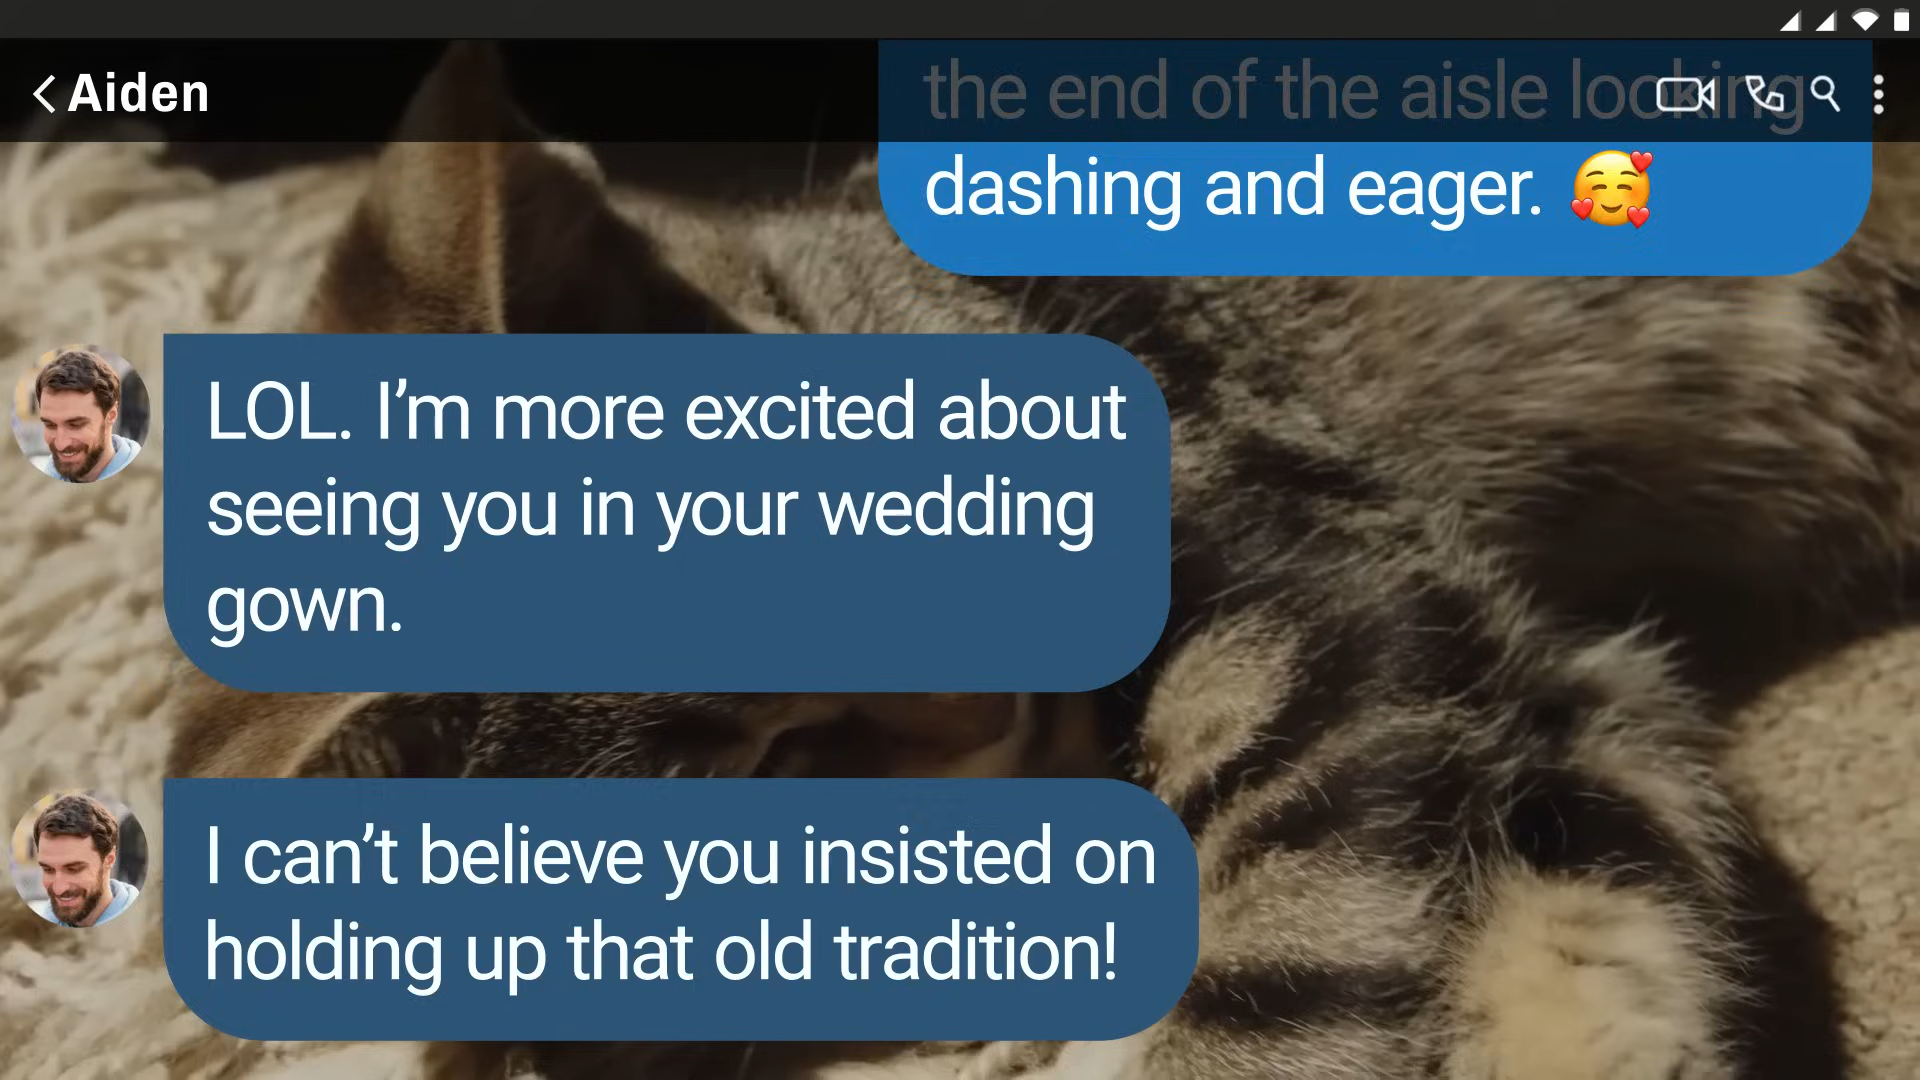 Aiden
the end of the aisle looking
dashing and eager. 🥰
LOL. I’m more excited about
seeing you in your wedding
gown.
I can’t believe you insisted on
holding up that old tradition!